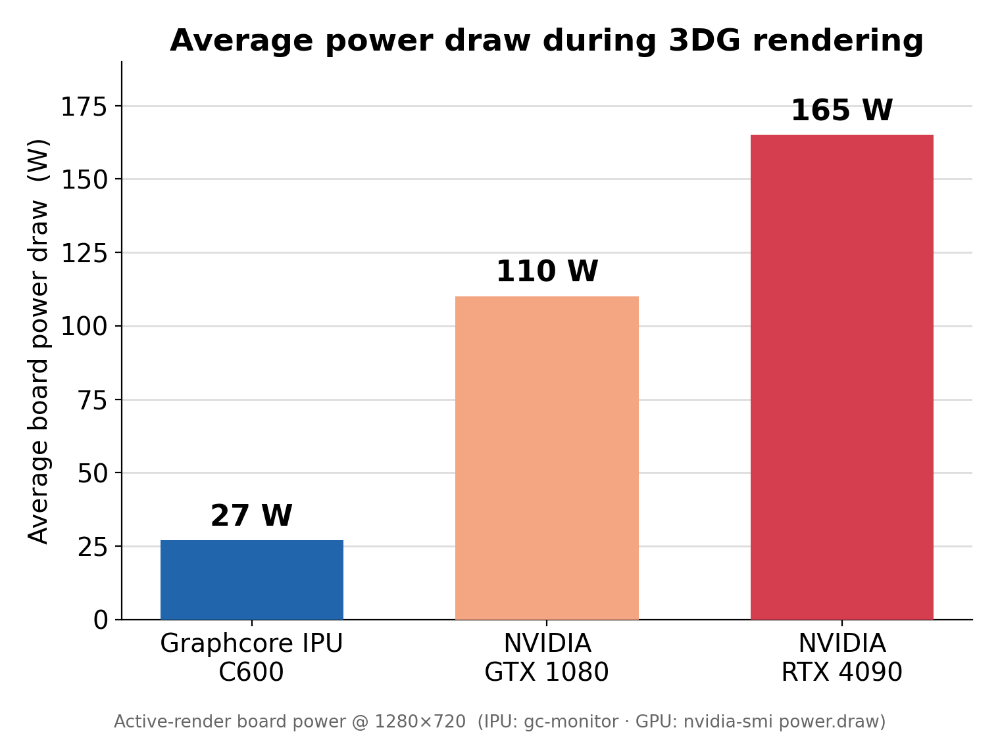 Average power draw during 3DG rendering
Average board power draw (W)
175
150
125
100
75
50
25
0
27 W
110 W
165 W
Graphcore IPU
C600
NVIDIA
GTX 1080
NVIDIA
RTX 4090
Active-render board power @ 1280×720 (IPU: gc-monitor · GPU: nvidia-smi power.draw)